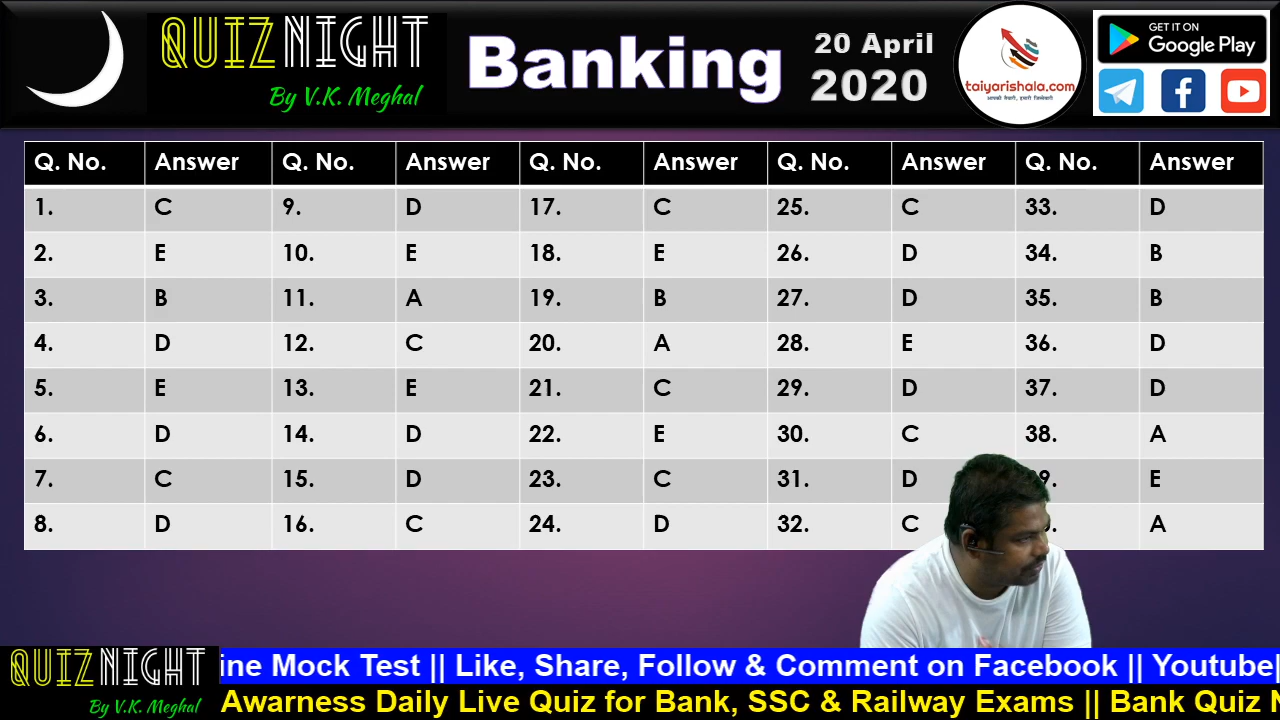 QUIZ NIGHT
By V.K. Meghal
Banking
20 April
2020
taiyarishala.com
आपकी तैयारी, हमारी जिम्मेदारी
GET IT ON
Google Play
Q. No. Answer Q. No. Answer Q. No. Answer Q. No. Answer Q. No. Answer
1. C 9. D 17. C 25. C 33. D
2. E 10. E 18. E 26. D 34. B
3. B 11. A 19. B 27. D 35. B
4. D 12. C 20. A 28. E 36. D
5. E 13. E 21. C 29. D 37. D
6. D 14. D 22. E 30. C 38. A
7. C 15. D 23. C 31. D 9. E
8. D 16. C 24. D 32. C . A
QUIZ NIGHT
By V.K. Meghal
ine Mock Test || Like, Share, Follow & Comment on Facebook || Youtube
Awarness Daily Live Quiz for Bank, SSC & Railway Exams || Bank Quiz